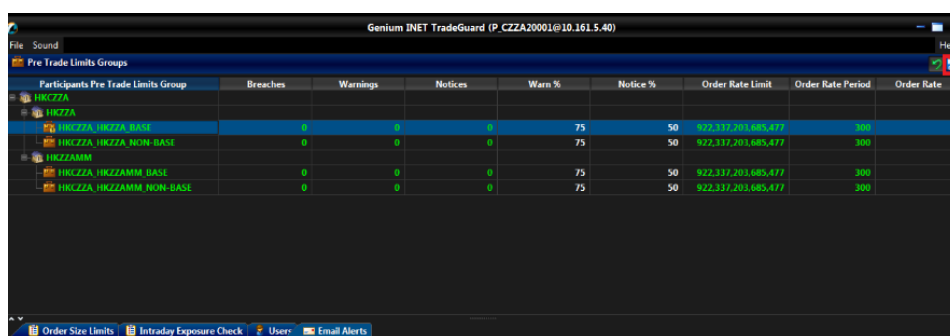 Genium INET TradeGuard (P_CZZA20001@10.161.5.40)
File Sound He
Pre Trade Limits Groups
Participants Pre Trade Limits Group Breaches Warnings Notices Warn % Notice % Order Rate Limit Order Rate Period Order Rate
HKCZZA
HKZZA
HKCZZA_HKZZA_BASE 0 0 0 75 50 922,337,203,685,477 300
HKCZZA_HKZZA_NON-BASE 0 0 0 75 50 922,337,203,685,477 300
HKZZAMM
HKCZZA_HKZZAMM_BASE 0 0 0 75 50 922,337,203,685,477 300
HKCZZA_HKZZAMM_NON-BASE 0 0 0 75 50 922,337,203,685,477 300
Order Size Limits Intraday Exposure Check Users Email Alerts